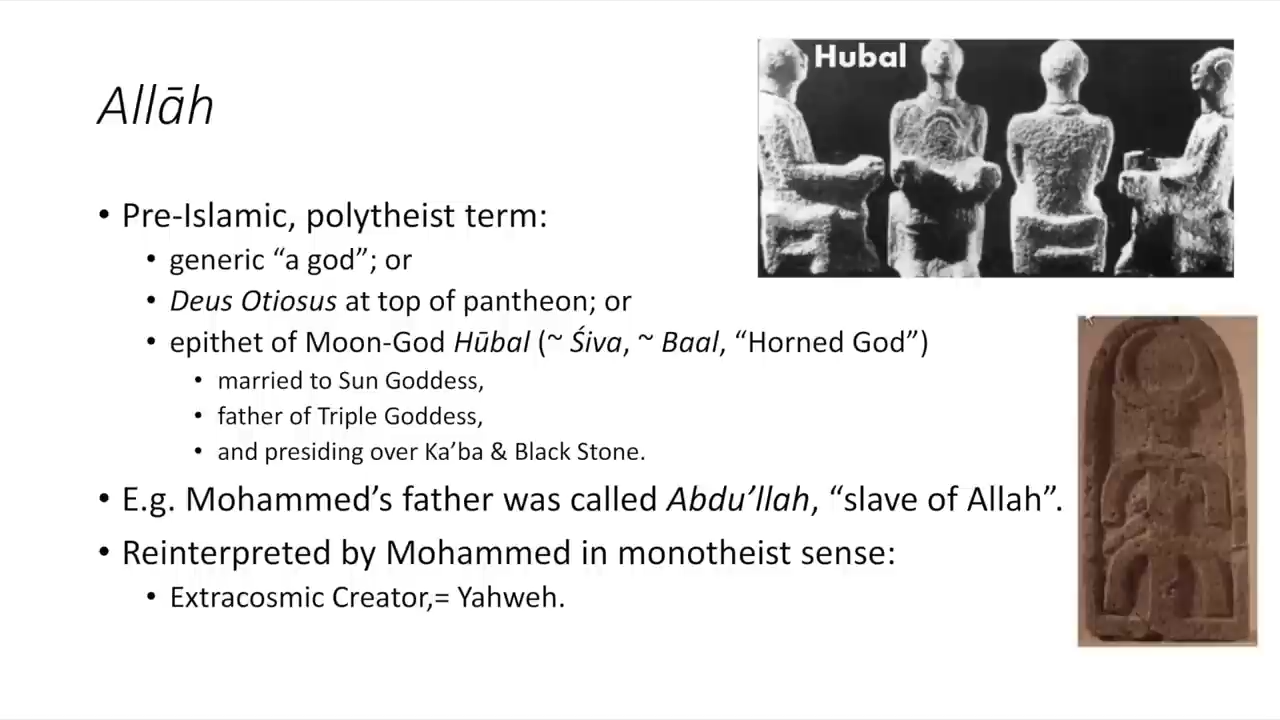 Hubal
Allāh
• Pre-Islamic, polytheist term:
• generic “a god”; or
• Deus Otiosus at top of pantheon; or
• epithet of Moon-God Hūbal (~ Śiva, ~ Baal, “Horned God”)
• married to Sun Goddess,
• father of Triple Goddess,
• and presiding over Ka’ba & Black Stone.
• E.g. Mohammed’s father was called Abdu’llah, “slave of Allah”.
• Reinterpreted by Mohammed in monotheist sense:
• Extracosmic Creator,= Yahweh.